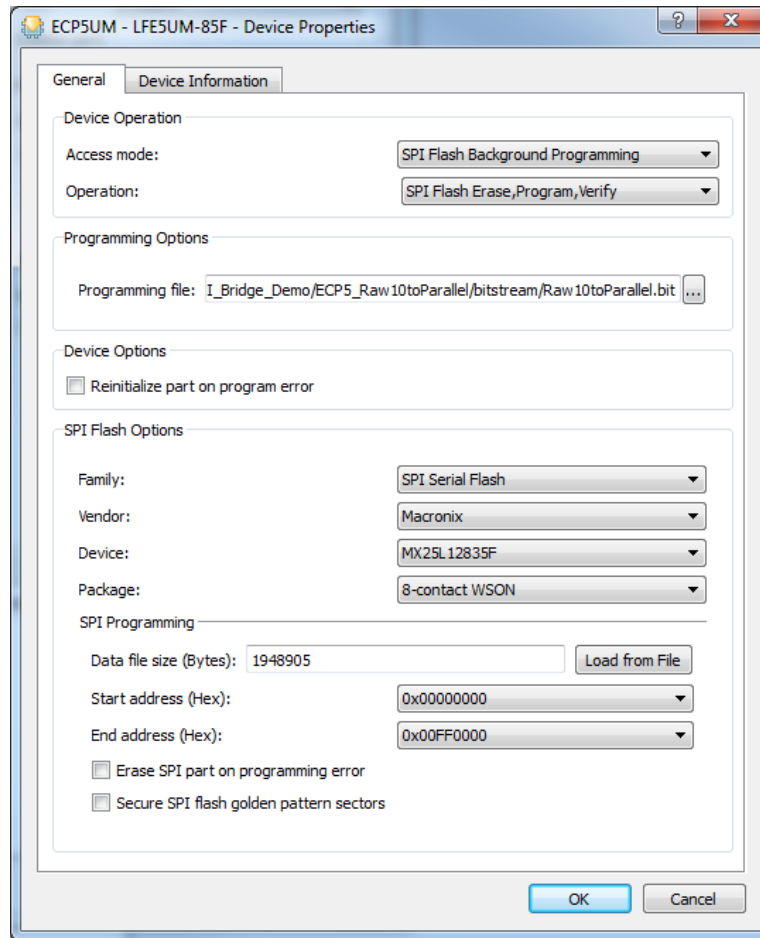 ECP5UM - LFE5UM-85F - Device Properties
General Device Information
Device Operation
Access mode: SPI Flash Background Programming
Operation: SPI Flash Erase,Program,Verify
Programming Options
Programming file: I_Bridge_Demo/ECP5_Raw10toParallel/bitstream/Raw10toParallel.bit ...
Device Options
Reinitialize part on program error
SPI Flash Options
Family: SPI Serial Flash
Vendor: Macronix
Device: MX25L12835F
Package: 8-contact WSON
SPI Programming
Data file size (Bytes): 1948905 Load from File
Start address (Hex): 0x00000000
End address (Hex): 0x00FF0000
Erase SPI part on programming error
Secure SPI flash golden pattern sectors
OK Cancel